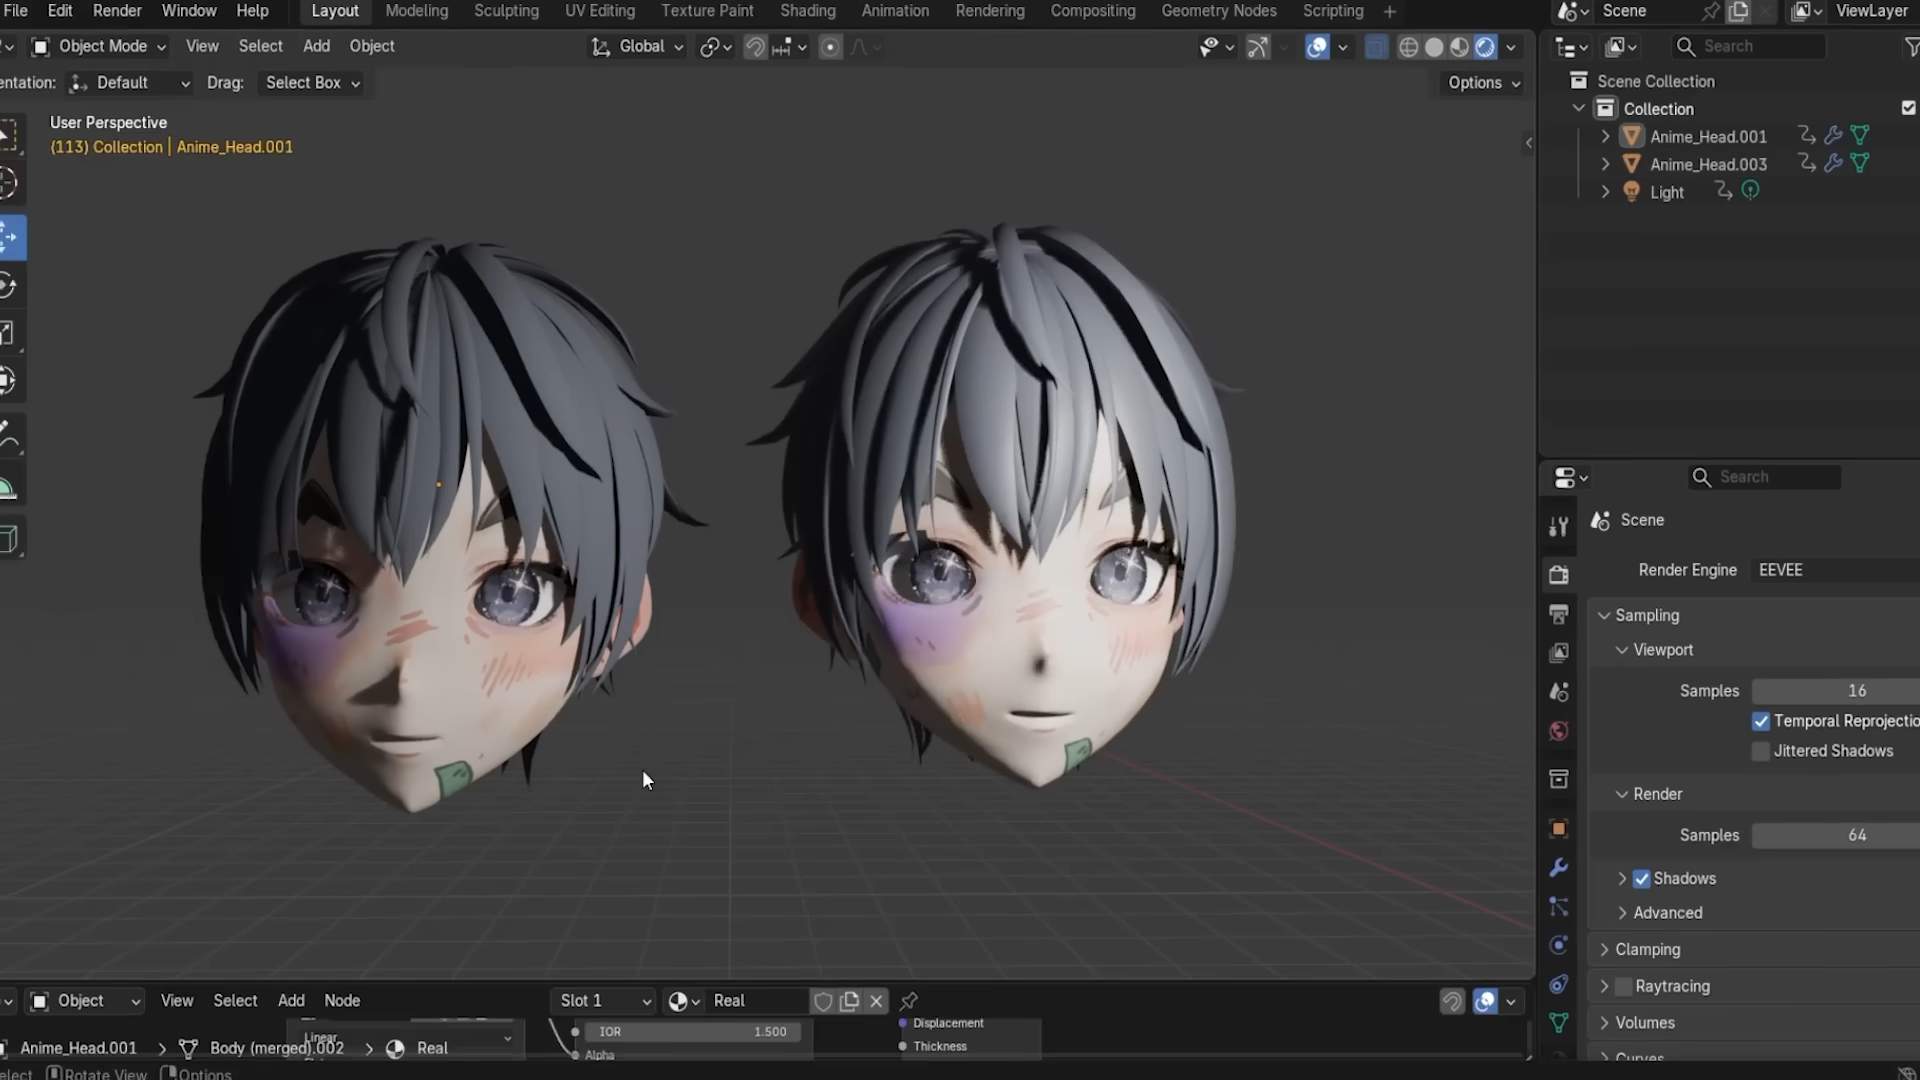 File Edit Render Window Help Layout Modeling Sculpting UV Editing Texture Paint Shading Animation Rendering Compositing Geometry Nodes Scripting + Scene ViewLayer
Object Mode View Select Add Object Global Search
entation: Default Drag: Select Box Options
Scene Collection
Collection
Anime_Head.001
Anime_Head.003
Light
User Perspective
(113) Collection | Anime_Head.001
Search
Scene
Render Engine EEVEE
Sampling
Viewport
Samples 16
Temporal Reprojectio
Jittered Shadows
Render
Samples 64
Shadows
Advanced
Clamping
Raytracing
Volumes
Curves
Object View Select Add Node Slot 1 Real
Linear
IOR 1.500
Alpha
Displacement
Thickness
Anime_Head.001 > Body (merged).002 > Real
elect Rotate View Options